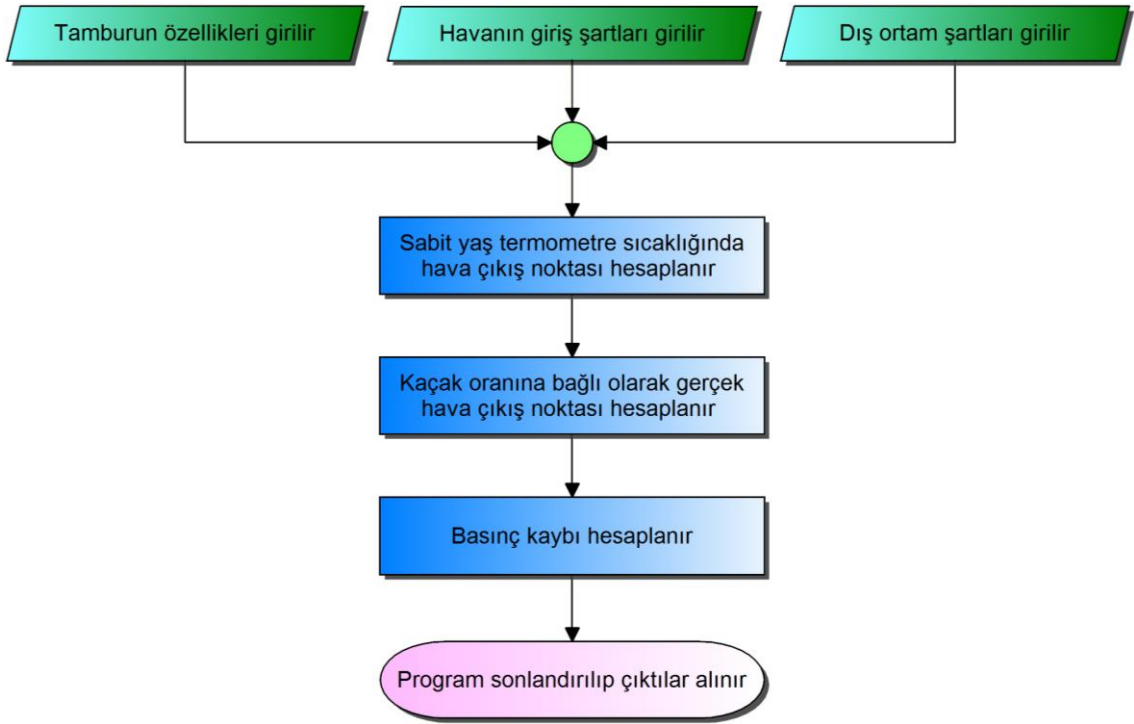 Tamburun özellikleri girilir
Havanın giriş şartları girilir
Dış ortam şartları girilir
Sabit yaş termometre sıcaklığında
hava çıkış noktası hesaplanır
Kaçak oranına bağlı olarak gerçek
hava çıkış noktası hesaplanır
Basınç kaybı hesaplanır
Program sonlandırılıp çıktılar alınır